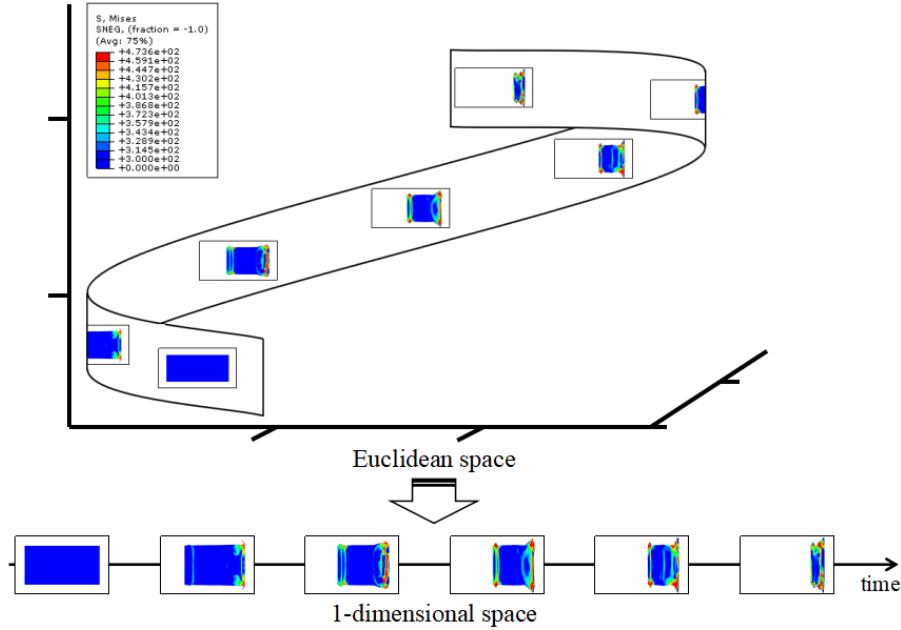 S, Mises
SNEG, (fraction = -1.0)
(Avg: 75%)
+4.736e+02
+4.591e+02
+4.447e+02
+4.302e+02
+4.157e+02
+4.013e+02
+3.868e+02
+3.723e+02
+3.579e+02
+3.434e+02
+3.289e+02
+3.145e+02
+3.000e+02
+0.000e+00
Euclidean space
time
1-dimensional space